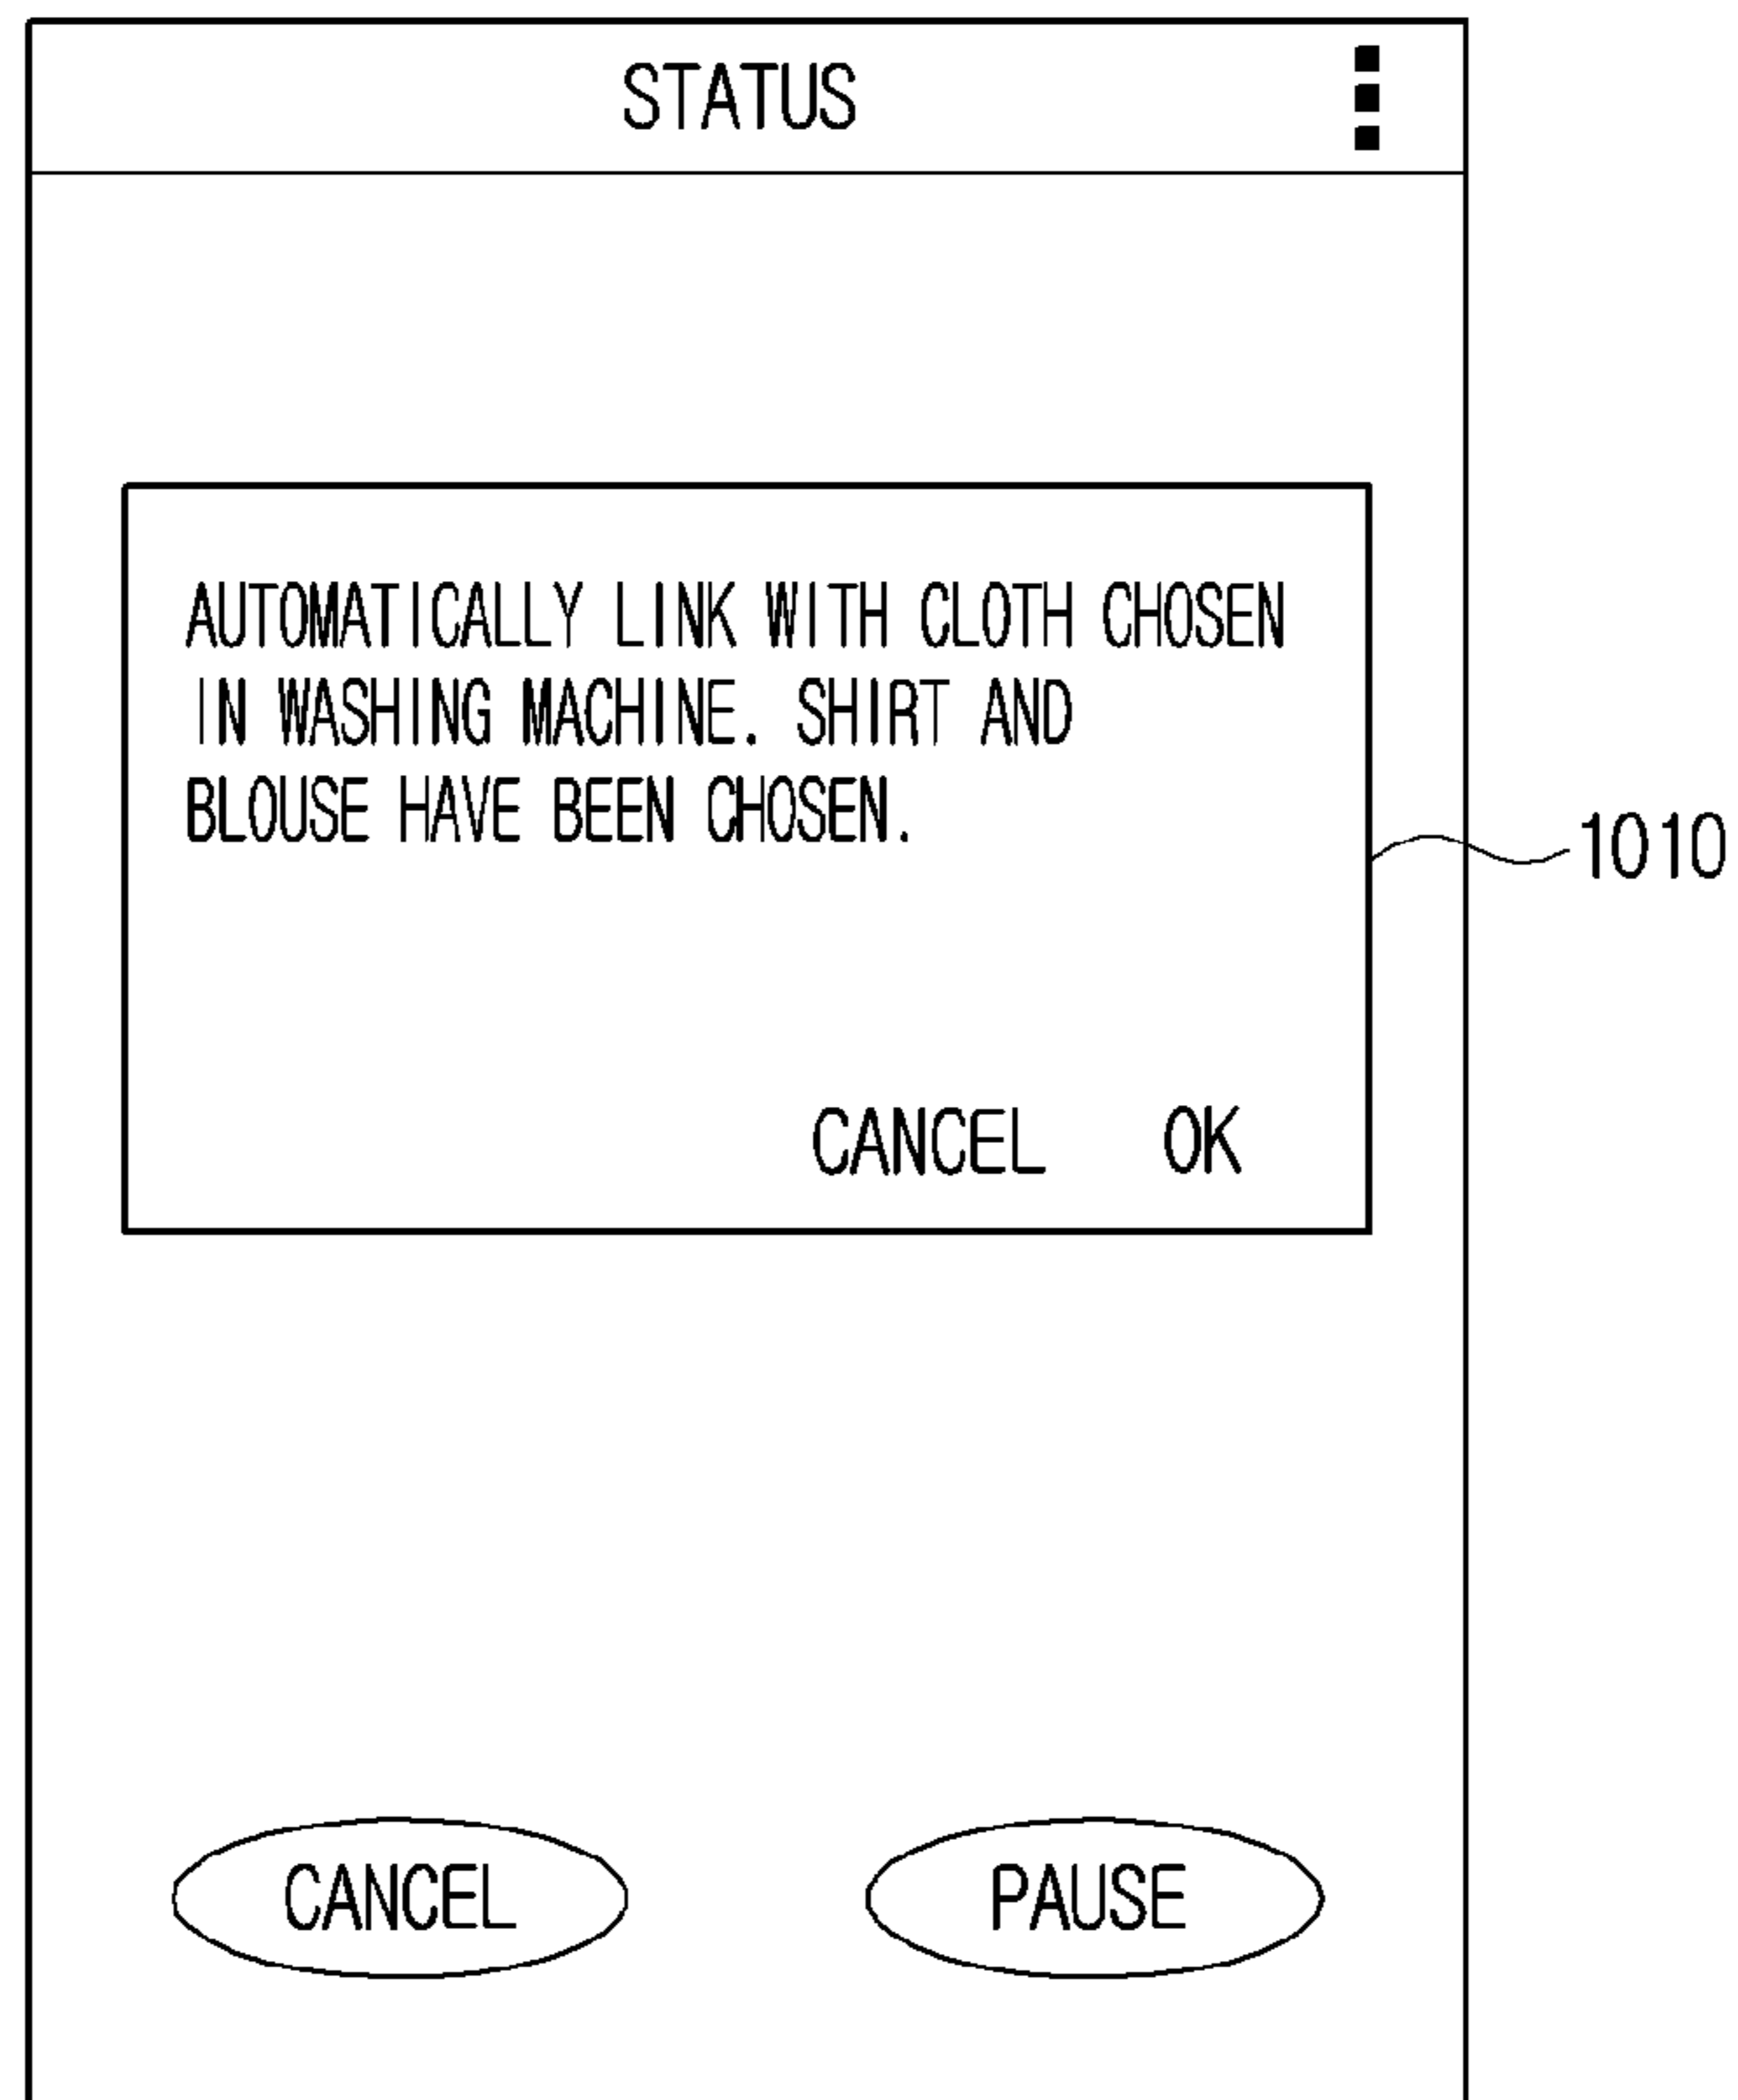 STATUS
AUTOMATICALLY LINK WITH CLOTH CHOSEN
IN WASHING MACHINE. SHIRT AND
BLOUSE HAVE BEEN CHOSEN.
1010
CANCEL OK
CANCEL PAUSE